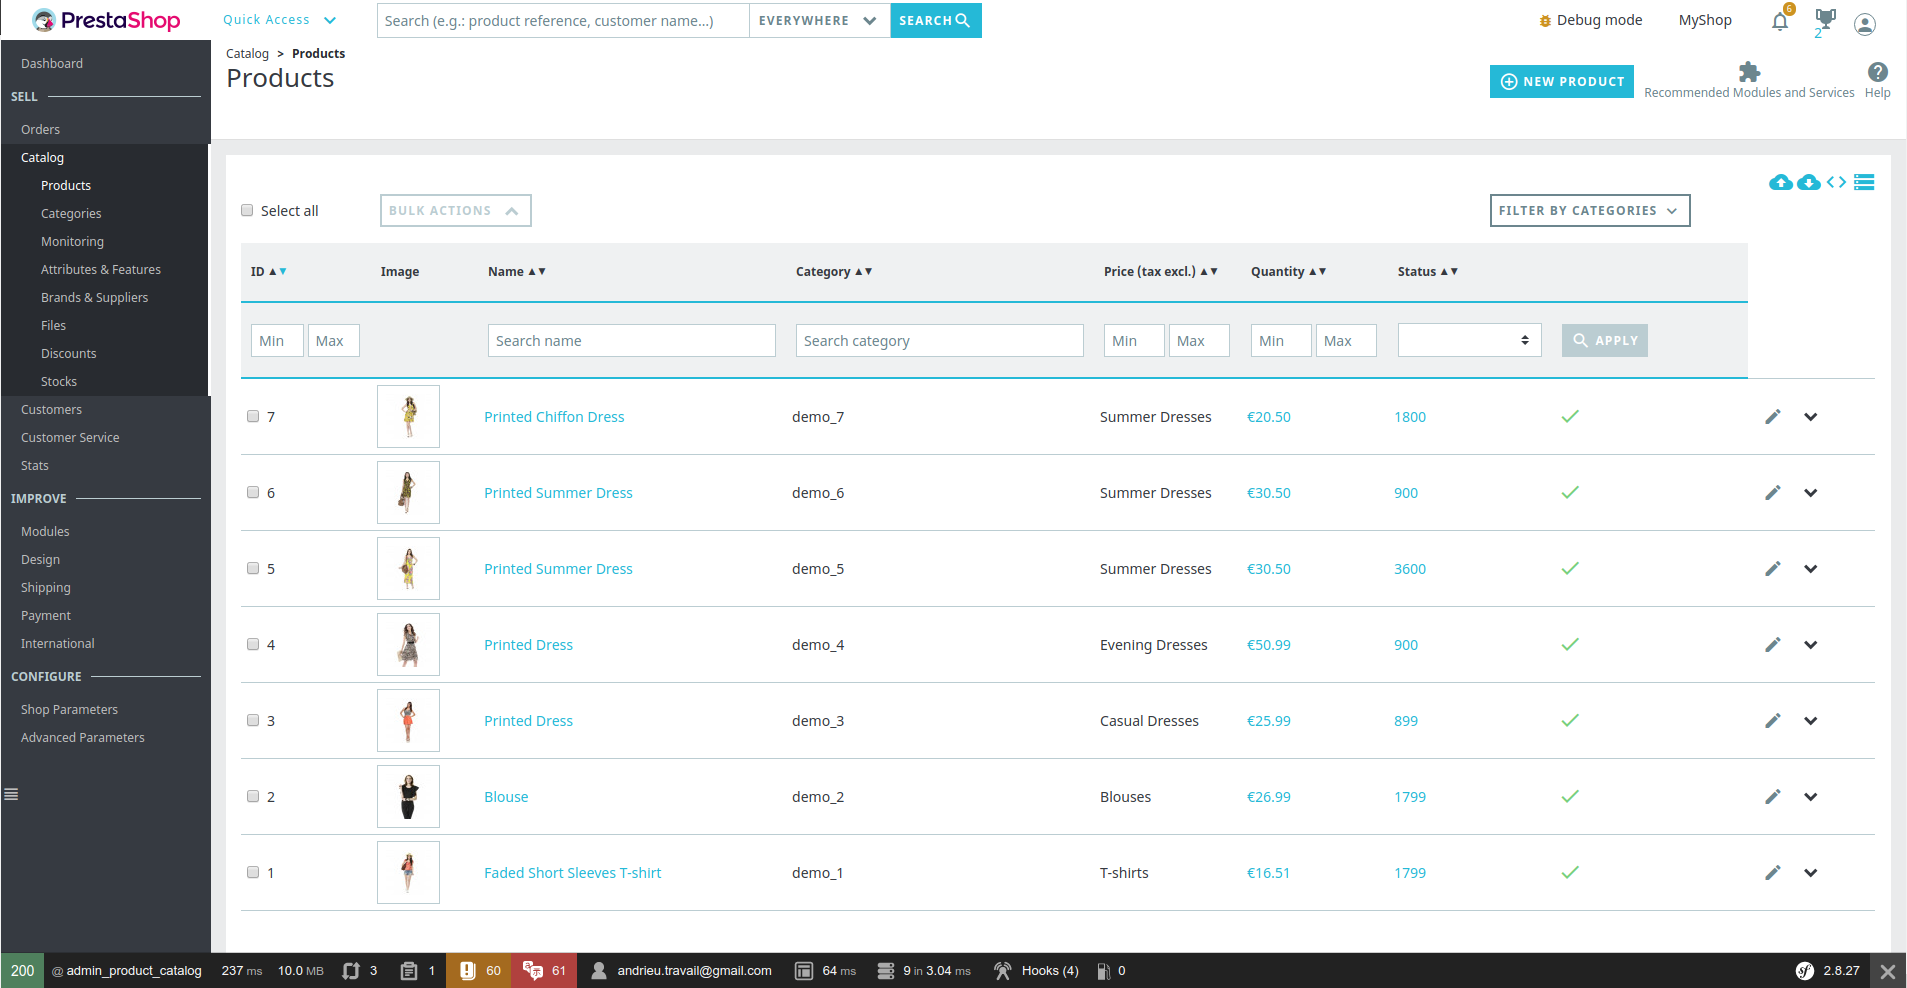 PrestaShop
Quick Access
Search (e.g.: product reference, customer name...)
EVERYWHERE
SEARCH
Debug mode
MyShop
6
2
Catalog > Products
Products
NEW PRODUCT
Recommended Modules and Services
Help
Dashboard
SELL
Orders
Catalog
Products
Categories
Monitoring
Attributes & Features
Brands & Suppliers
Files
Discounts
Stocks
Customers
Customer Service
Stats
IMPROVE
Modules
Design
Shipping
Payment
International
CONFIGURE
Shop Parameters
Advanced Parameters
Select all
BULK ACTIONS
FILTER BY CATEGORIES
ID Image Name Category Price (tax excl.) Quantity Status
Min Max Search name Search category Min Max Min Max APPLY
7 Printed Chiffon Dress demo_7 Summer Dresses €20.50 1800
6 Printed Summer Dress demo_6 Summer Dresses €30.50 900
5 Printed Summer Dress demo_5 Summer Dresses €30.50 3600
4 Printed Dress demo_4 Evening Dresses €50.99 900
3 Printed Dress demo_3 Casual Dresses €25.99 899
2 Blouse demo_2 Blouses €26.99 1799
1 Faded Short Sleeves T-shirt demo_1 T-shirts €16.51 1799
200 @ admin_product_catalog 237 ms 10.0 MB 3 1 60 61 andrieu.travail@gmail.com 64 ms 9 in 3.04 ms Hooks (4) 0 sf 2.8.27